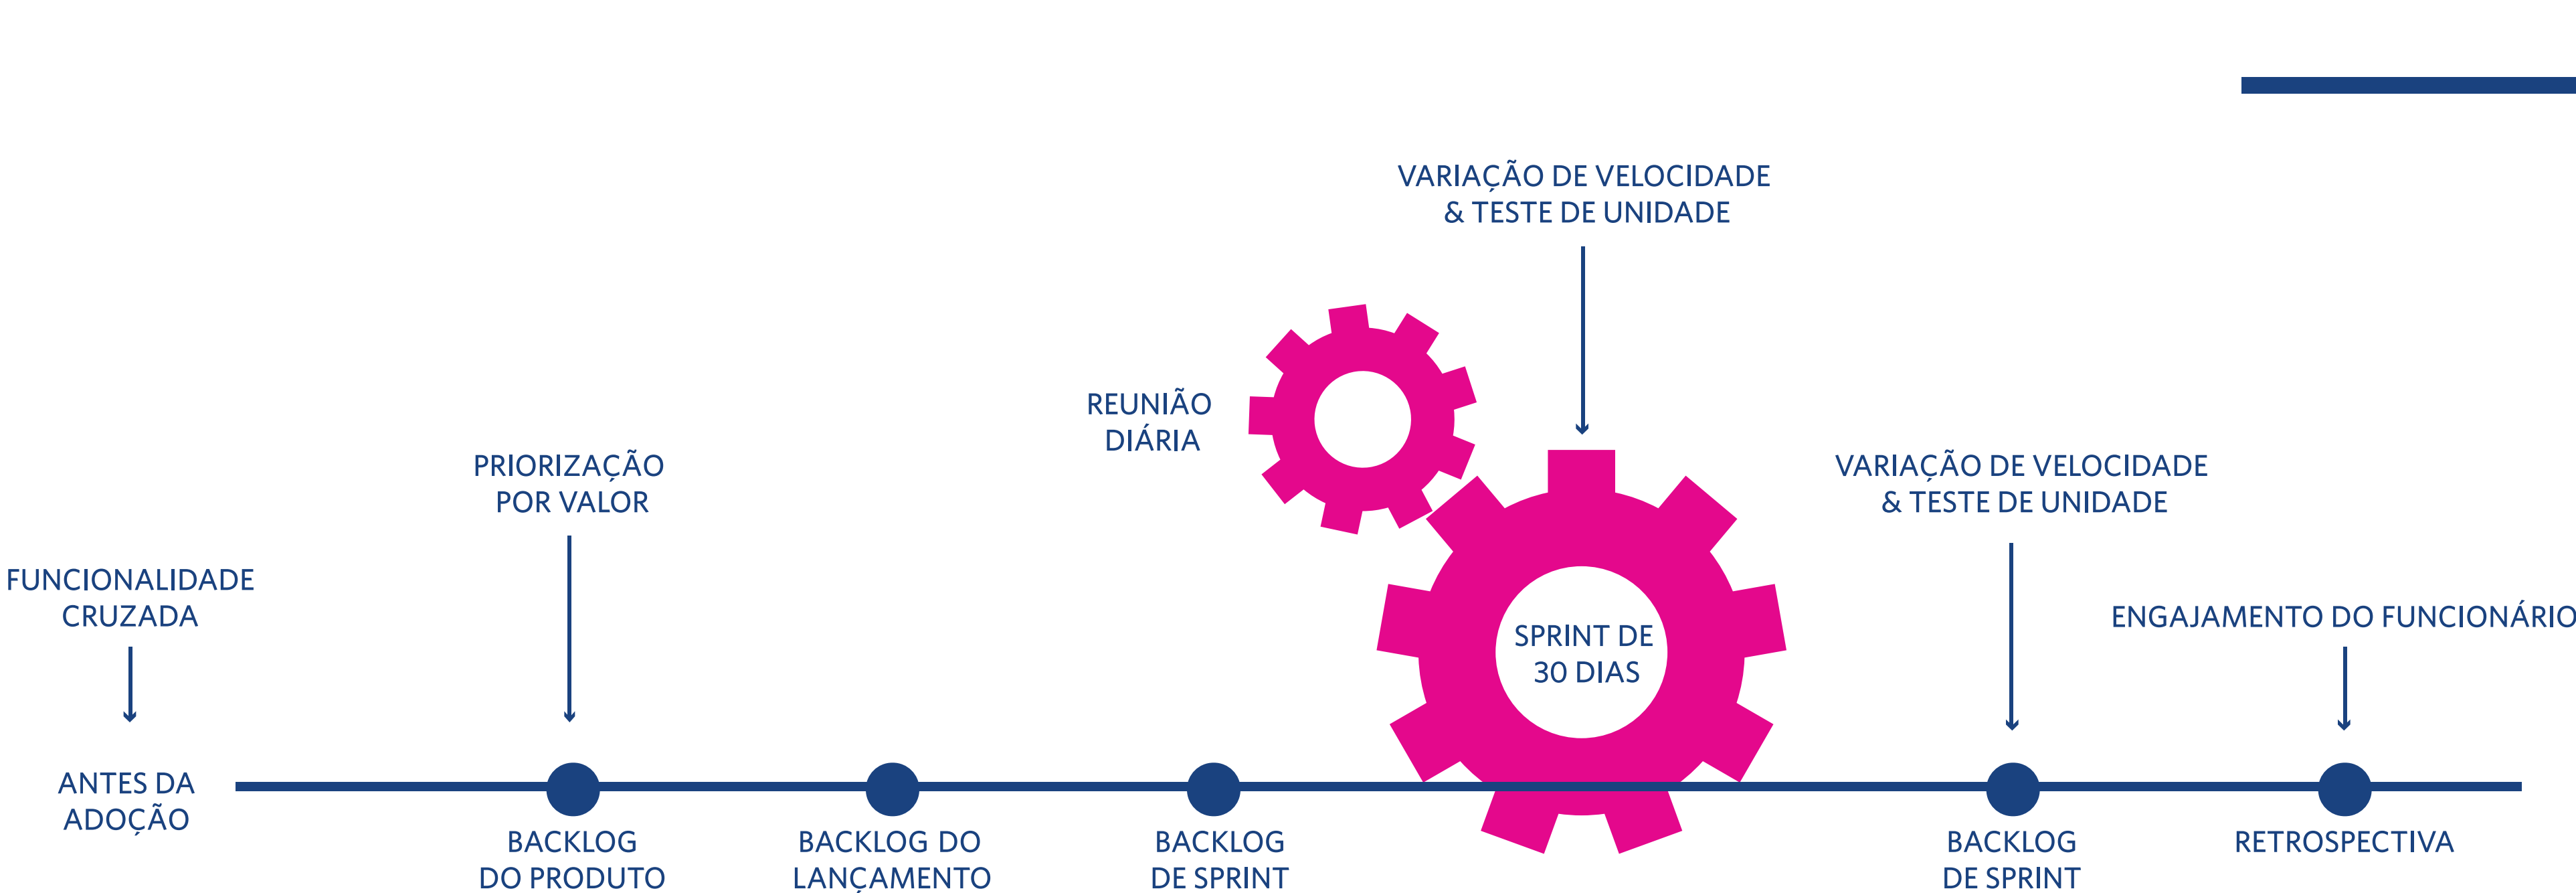 VARIAÇÃO DE VELOCIDADE
& TESTE DE UNIDADE
REUNIÃO
DIÁRIA
PRIORIZAÇÃO
POR VALOR
VARIAÇÃO DE VELOCIDADE
& TESTE DE UNIDADE
FUNCIONALIDADE
CRUZADA
ENGAJAMENTO DO FUNCIONÁRIO
SPRINT DE
30 DIAS
ANTES DA
ADOÇÃO
BACKLOG
DO PRODUTO
BACKLOG DO
LANÇAMENTO
BACKLOG
DE SPRINT
BACKLOG
DE SPRINT
RETROSPECTIVA